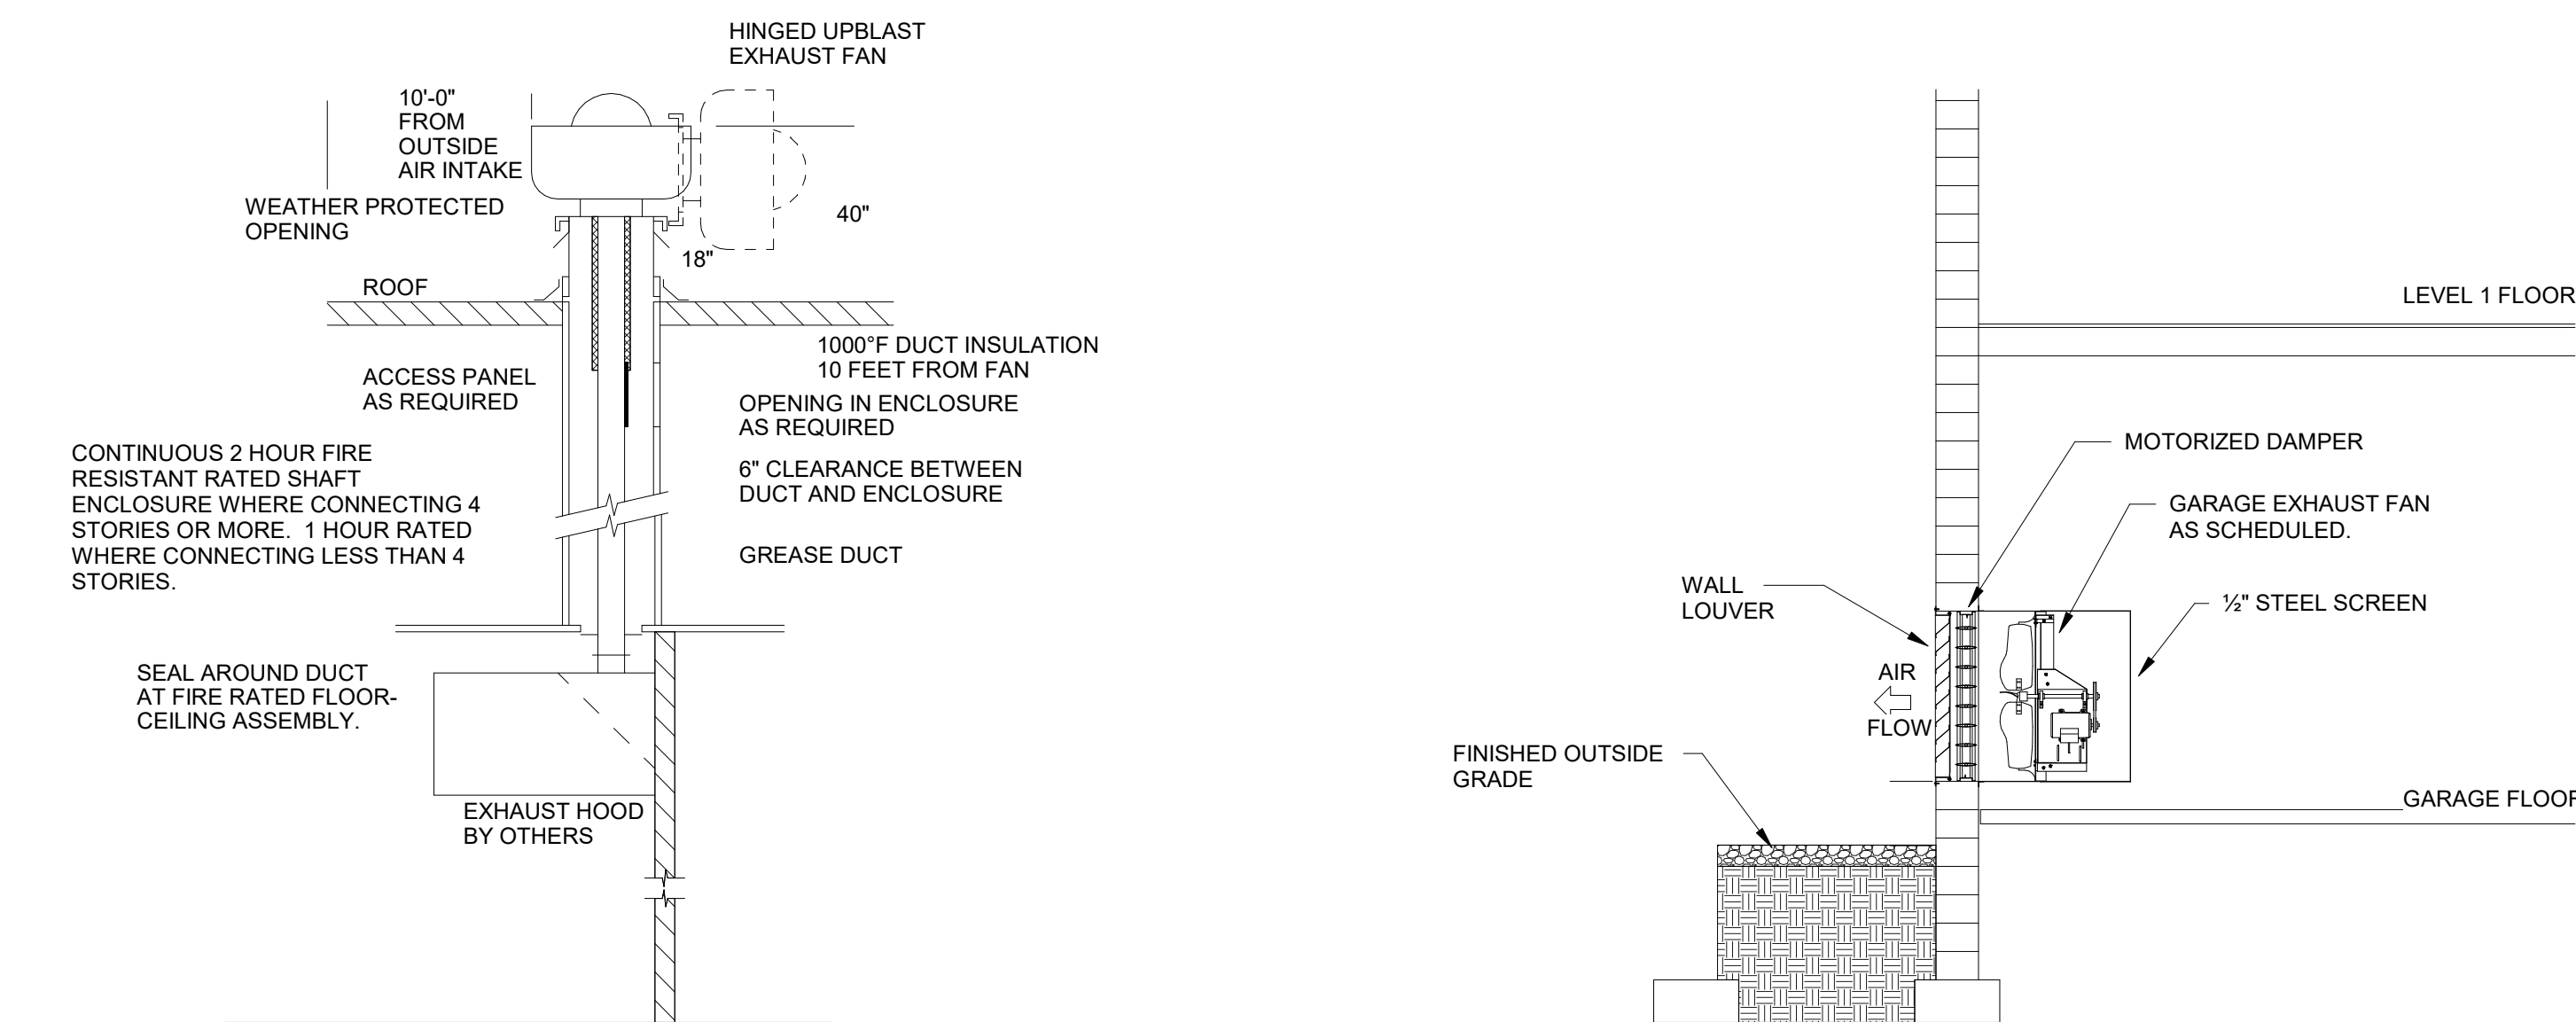 HINGED UPBLAST
EXHAUST FAN
10'-0"
FROM
OUTSIDE
AIR INTAKE
WEATHER PROTECTED
OPENING
40"
18"
ROOF
1000°F DUCT INSULATION
10 FEET FROM FAN
ACCESS PANEL
AS REQUIRED
OPENING IN ENCLOSURE
AS REQUIRED
CONTINUOUS 2 HOUR FIRE
RESISTANT RATED SHAFT
ENCLOSURE WHERE CONNECTING 4
STORIES OR MORE.  1 HOUR RATED
WHERE CONNECTING LESS THAN 4
STORIES.
6" CLEARANCE BETWEEN
DUCT AND ENCLOSURE
GREASE DUCT
SEAL AROUND DUCT
AT FIRE RATED FLOOR-
CEILING ASSEMBLY.
EXHAUST HOOD
BY OTHERS
LEVEL 1 FLOOR
MOTORIZED DAMPER
GARAGE EXHAUST FAN
AS SCHEDULED.
WALL
LOUVER
½" STEEL SCREEN
AIR
FLOW
FINISHED OUTSIDE
GRADE
GARAGE FLOOR